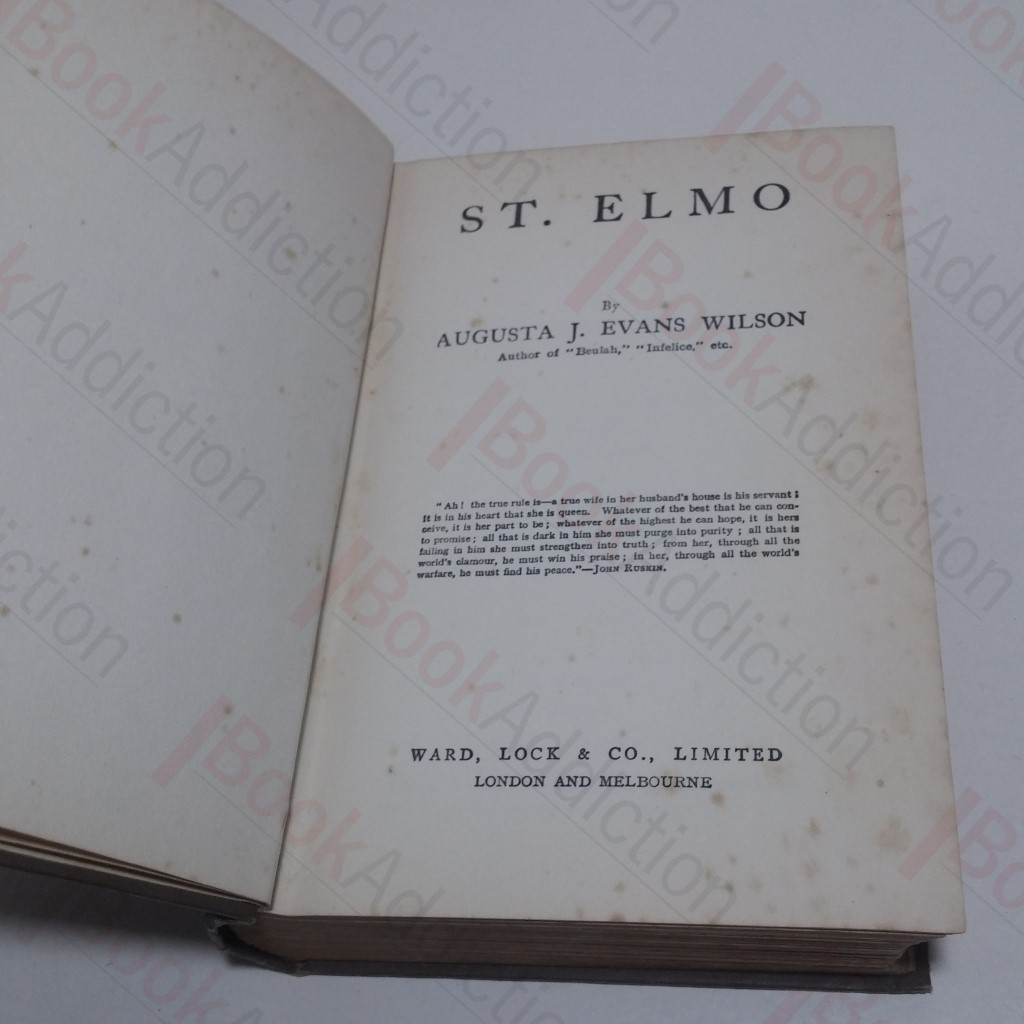 ST. ELMO
By
AUGUSTA J. EVANS WILSON
Author of "Beulah," "Infelice," etc.
"Ah! the true rule is—a true wife in her husband's house is his servant;
it is in his heart that she is queen. Whatever of the best that he can con-
ceive, it is her part to be; whatever of the highest he can hope, it is hers
to promise; all that is dark in him she must purge into purity; all that is
failing in him she must strengthen into truth; from her, through all the
world's clamour, he must win his praise; in her, through all the world's
warfare, he must find his peace."—JOHN RUSKIN.
WARD, LOCK & CO., LIMITED
LONDON AND MELBOURNE
BookAddiction
BookAddiction
BookAddiction
BookAddiction
BookAddiction